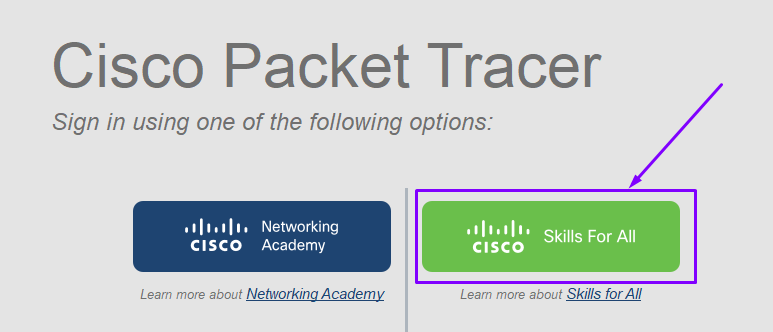 Cisco Packet Tracer
Sign in using one of the following options:
CISCO
Networking
Academy
CISCO
Skills For All
Learn more about Networking Academy
Learn more about Skills for All